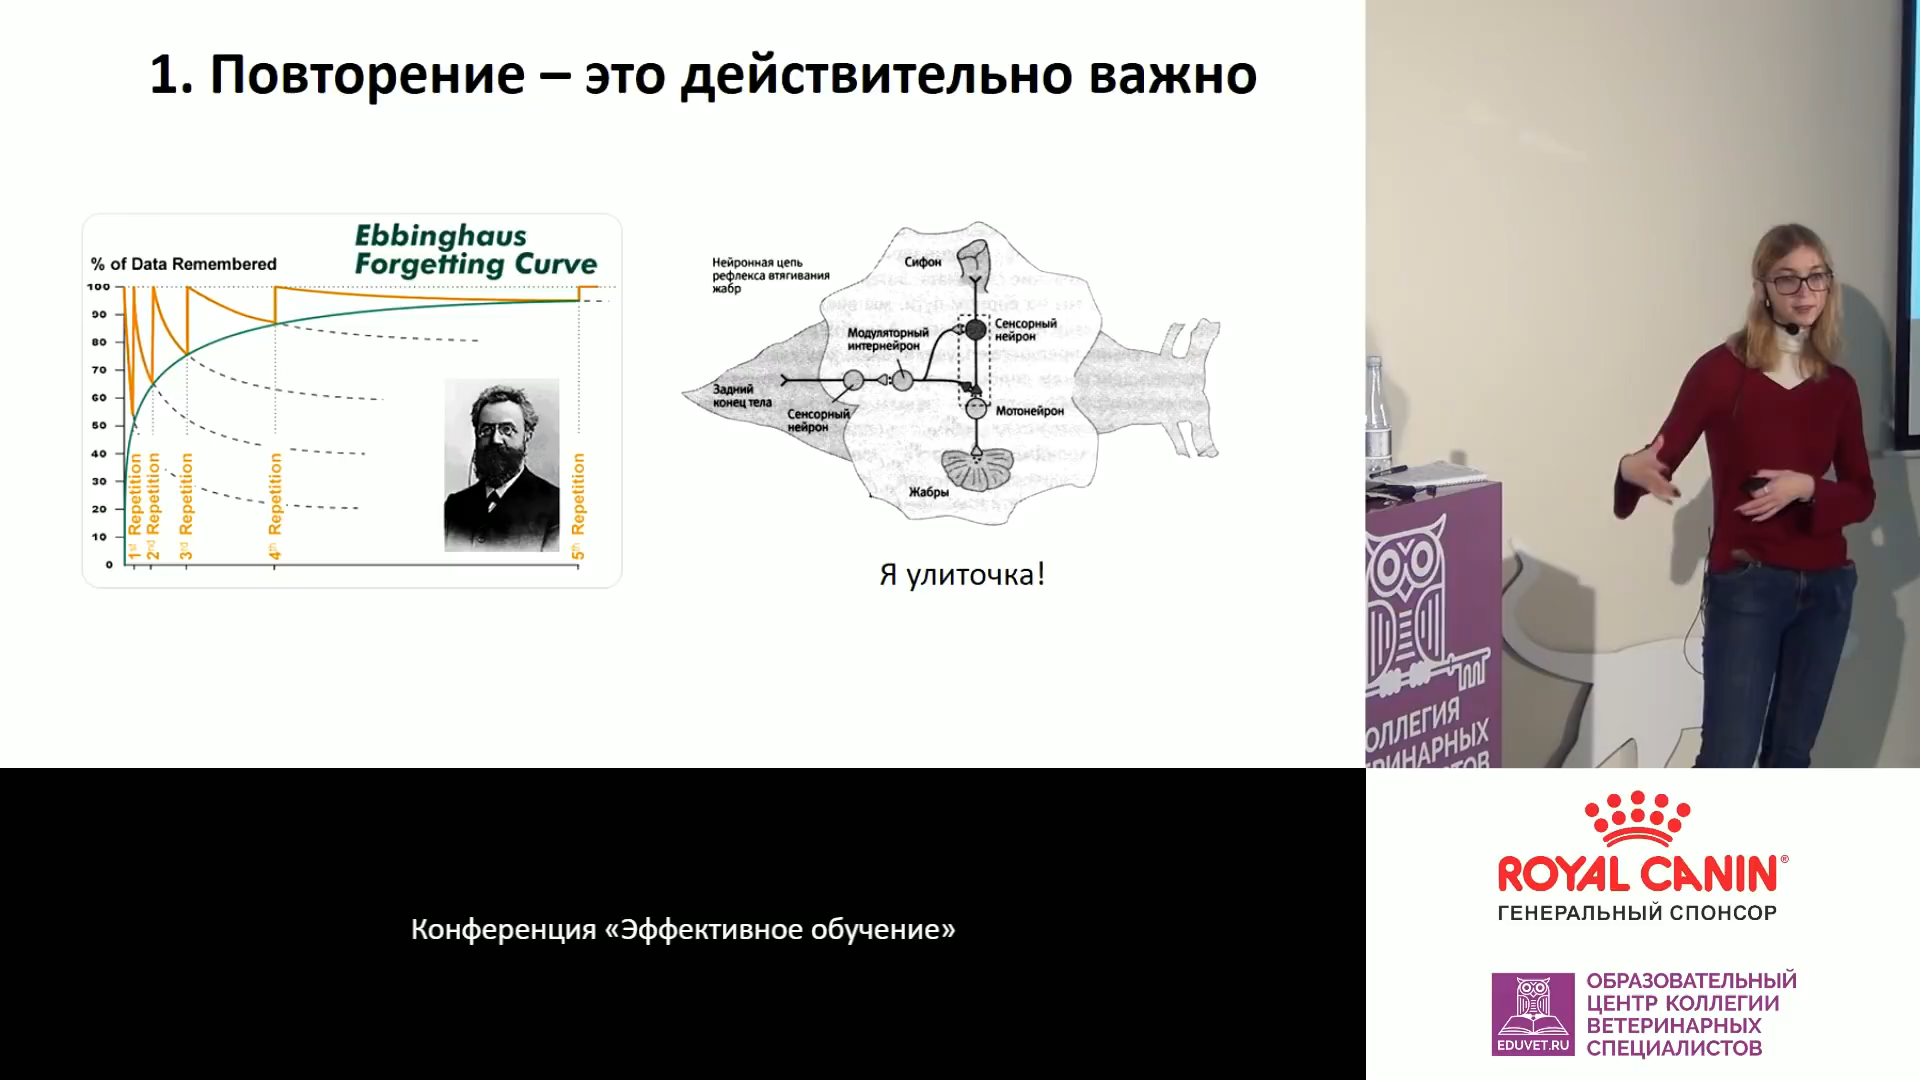 1. Повторение – это действительно важно
Ebbinghaus
Forgetting Curve
% of Data Remembered
100
90
80
70
60
50
40
30
20
10
0
1st Repetition
2nd Repetition
3rd Repetition
4th Repetition
5th Repetition
Нейронная цепь
рефлекса втягивания
жабр
Сифон
Сенсорный
нейрон
Модуляторный
интернейрон
Задний
конец тела
Сенсорный
нейрон
Мотонейрон
Жабры
Я улиточка!
ОЛЛЕГИЯ
РИНАРНЫХ
ИСТОВ
Конференция «Эффективное обучение»
ROYAL CANIN®
ГЕНЕРАЛЬНЫЙ СПОНСОР
EDUVET.RU
ОБРАЗОВАТЕЛЬНЫЙ
ЦЕНТР КОЛЛЕГИИ
ВЕТЕРИНАРНЫХ
СПЕЦИАЛИСТОВ